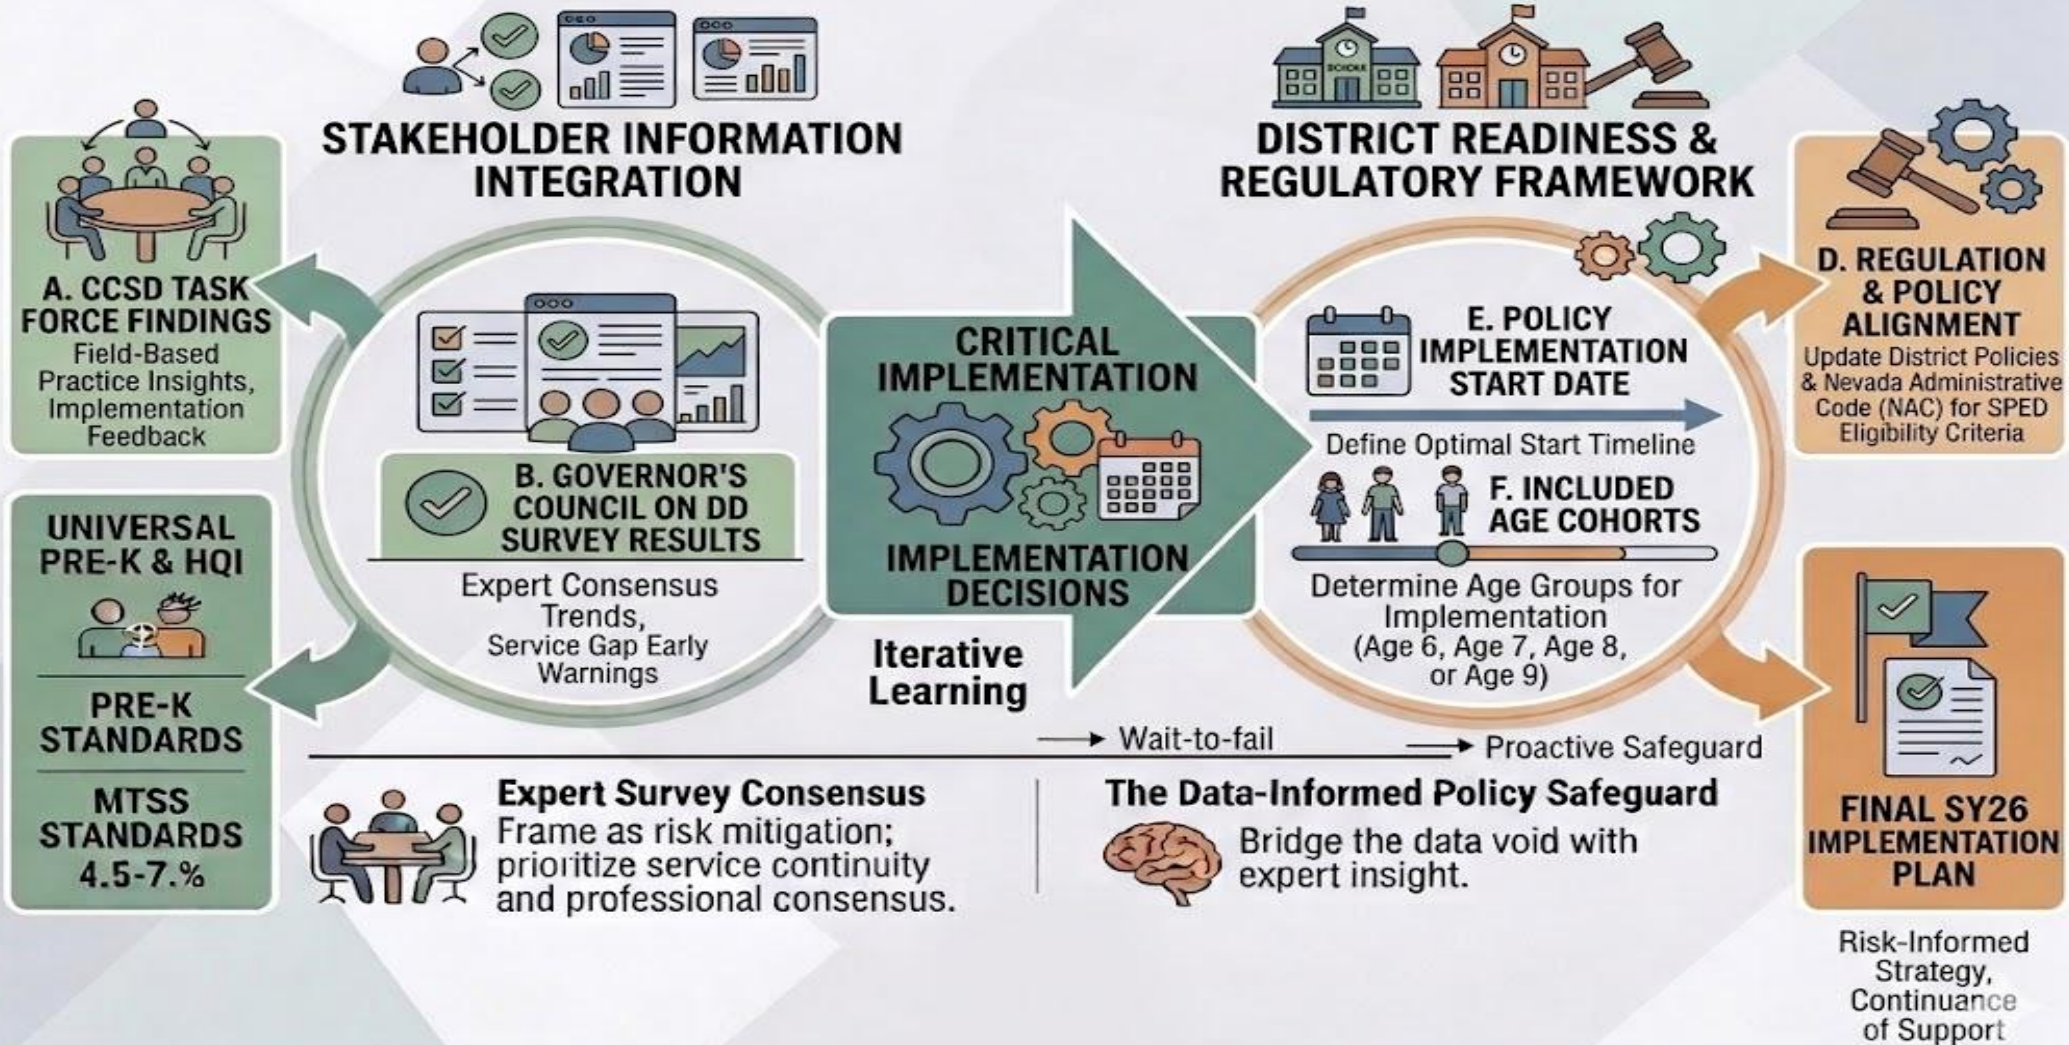 STAKEHOLDER INFORMATION
INTEGRATION
SCHOOL
DISTRICT READINESS &
REGULATORY FRAMEWORK
A. CCSD TASK
FORCE FINDINGS
Field-Based
Practice Insights,
Implementation
Feedback
UNIVERSAL
PRE-K & HQI
PRE-K
STANDARDS
MTSS
STANDARDS
4.5-7.%
B. GOVERNOR'S
COUNCIL ON DD
SURVEY RESULTS
Expert Consensus
Trends,
Service Gap Early
Warnings
CRITICAL
IMPLEMENTATION
IMPLEMENTATION
DECISIONS
Iterative
Learning
E. POLICY
IMPLEMENTATION
START DATE
Define Optimal Start Timeline
F. INCLUDED
AGE COHORTS
Determine Age Groups for
Implementation
(Age 6, Age 7, Age 8,
or Age 9)
D. REGULATION
& POLICY
ALIGNMENT
Update District Policies
& Nevada Administrative
Code (NAC) for SPED
Eligibility Criteria
FINAL SY26
IMPLEMENTATION
PLAN
Risk-Informed
Strategy,
Continuance
of Support
Wait-to-fail
Proactive Safeguard
Expert Survey Consensus
Frame as risk mitigation;
prioritize service continuity
and professional consensus.
The Data-Informed Policy Safeguard
Bridge the data void with
expert insight.